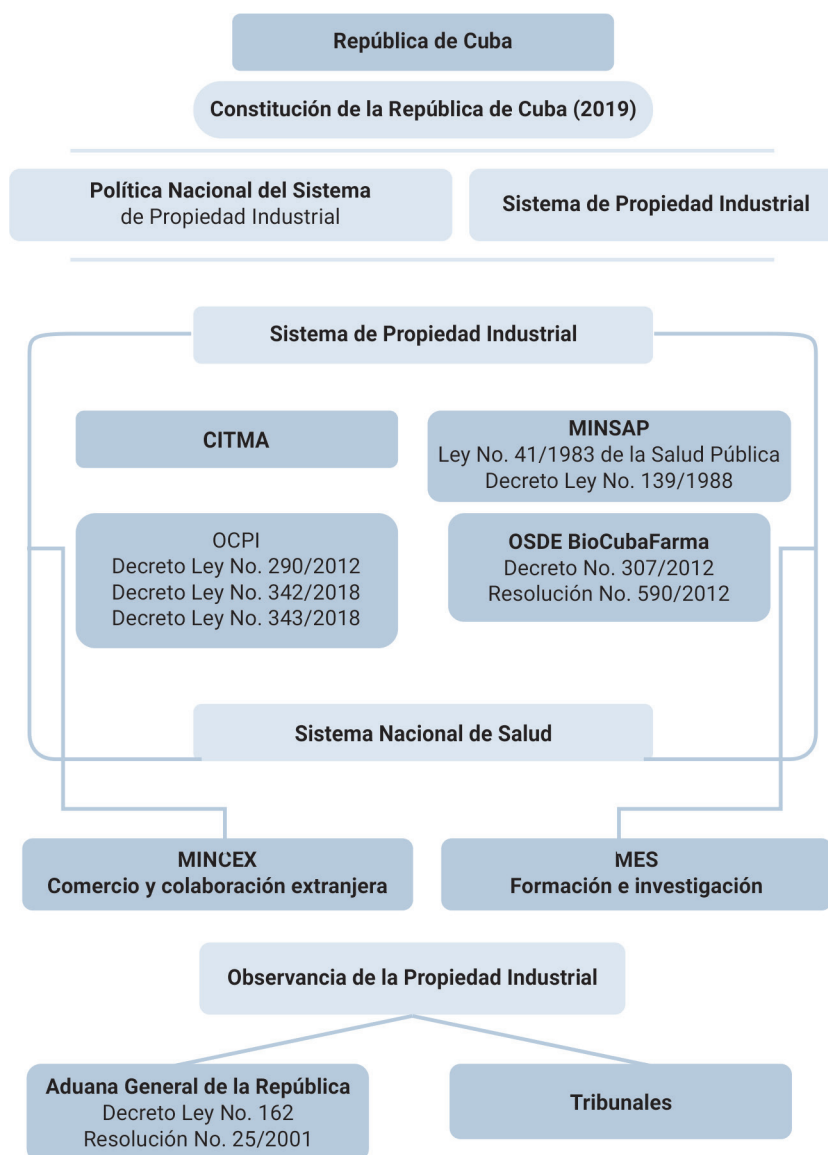 República de Cuba
Constitución de la República de Cuba (2019)
Política Nacional del Sistema
de Propiedad Industrial
Sistema de Propiedad Industrial
Sistema de Propiedad Industrial
CITMA
MINSAP
Ley No. 41/1983 de la Salud Pública
Decreto Ley No. 139/1988
OCPI
Decreto Ley No. 290/2012
Decreto Ley No. 342/2018
Decreto Ley No. 343/2018
OSDE BioCubaFarma
Decreto No. 307/2012
Resolución No. 590/2012
Sistema Nacional de Salud
MINCEX
Comercio y colaboración extranjera
MES
Formación e investigación
Observancia de la Propiedad Industrial
Aduana General de la República
Decreto Ley No. 162
Resolución No. 25/2001
Tribunales